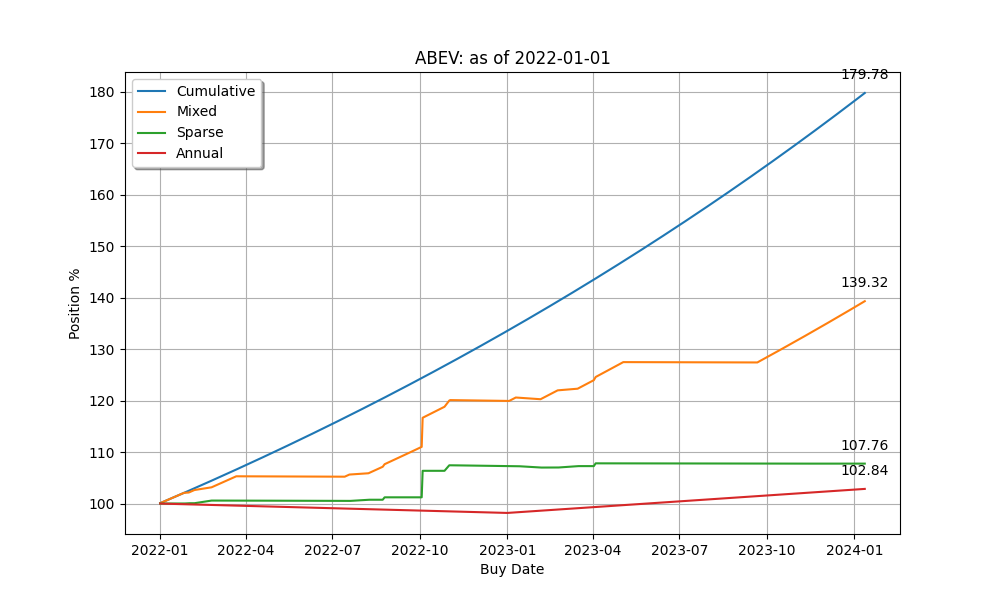 ABEV: as of 2022-01-01
179.78
180
Cumulative
Mixed
Sparse
Annual
170
160
150
140
139.32
130
120
110
107.76
102.84
100
Position %
2022-01 2022-04 2022-07 2022-10 2023-01 2023-04 2023-07 2023-10 2024-01
Buy Date